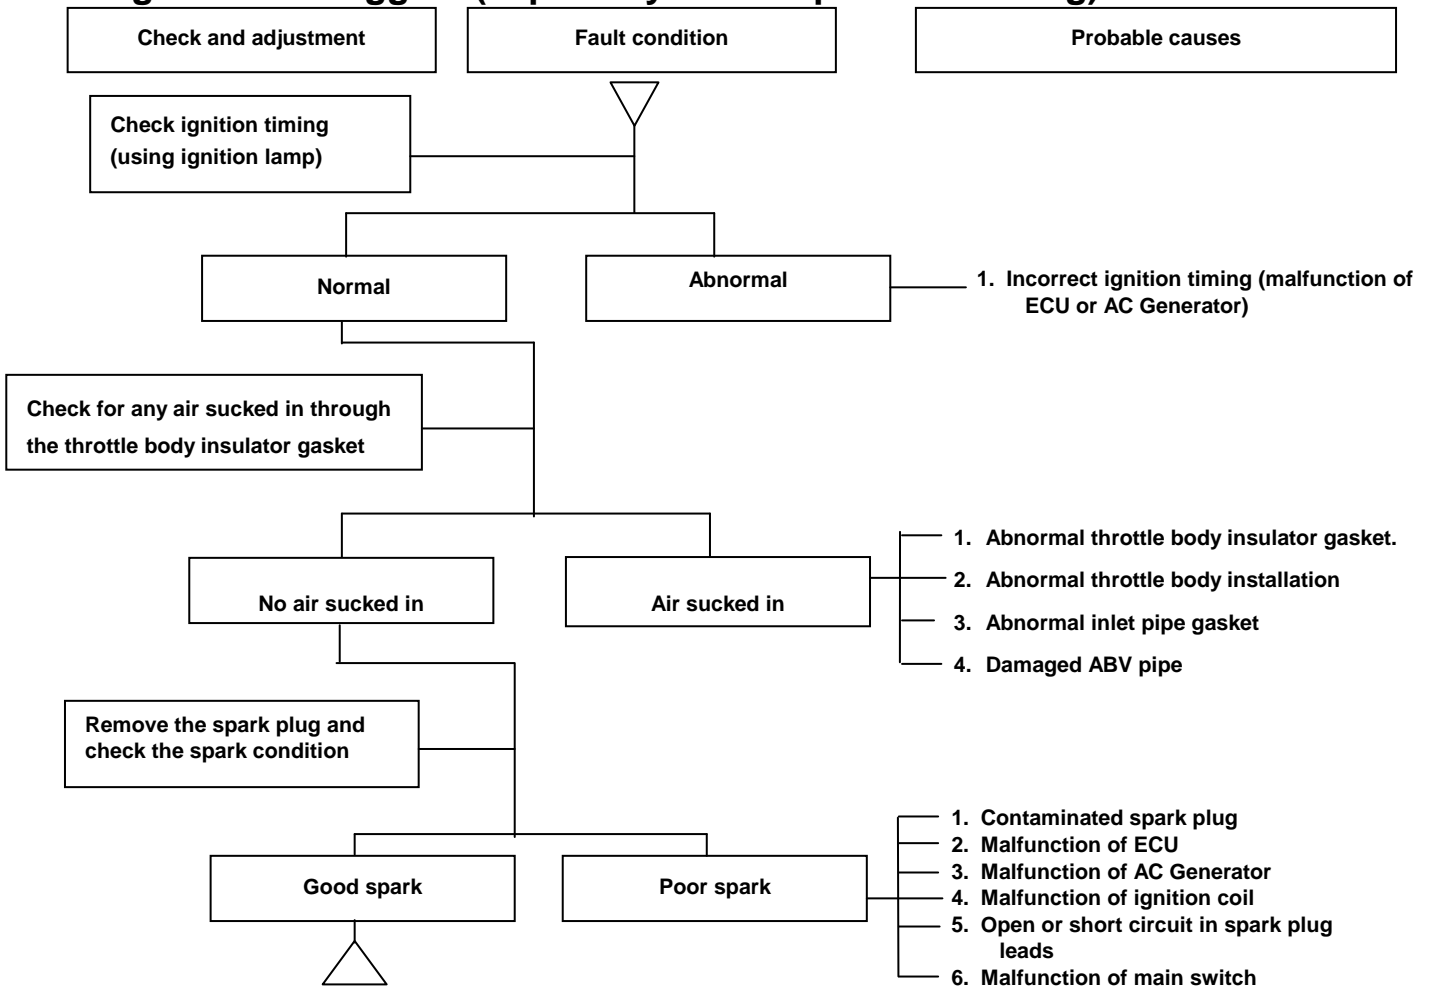 Check and adjustment
Fault condition
Probable causes
Check ignition timing
(using ignition lamp)
Normal
Abnormal
1. Incorrect ignition timing (malfunction of
ECU or AC Generator)
Check for any air sucked in through
the throttle body insulator gasket
No air sucked in
Air sucked in
1. Abnormal throttle body insulator gasket.
2. Abnormal throttle body installation
3. Abnormal inlet pipe gasket
4. Damaged ABV pipe
Remove the spark plug and
check the spark condition
Good spark
Poor spark
1. Contaminated spark plug
2. Malfunction of ECU
3. Malfunction of AC Generator
4. Malfunction of ignition coil
5. Open or short circuit in spark plug
leads
6. Malfunction of main switch